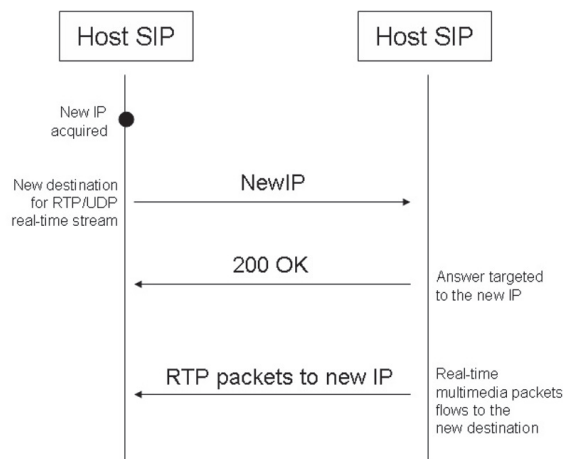 Host SIP
Host SIP
New IP
acquired
New destination
for RTP/UDP
real-time stream
NewIP
200 OK
Answer targeted
to the new IP
RTP packets to new IP
Real-time
multimedia packets
flows to the
new destination